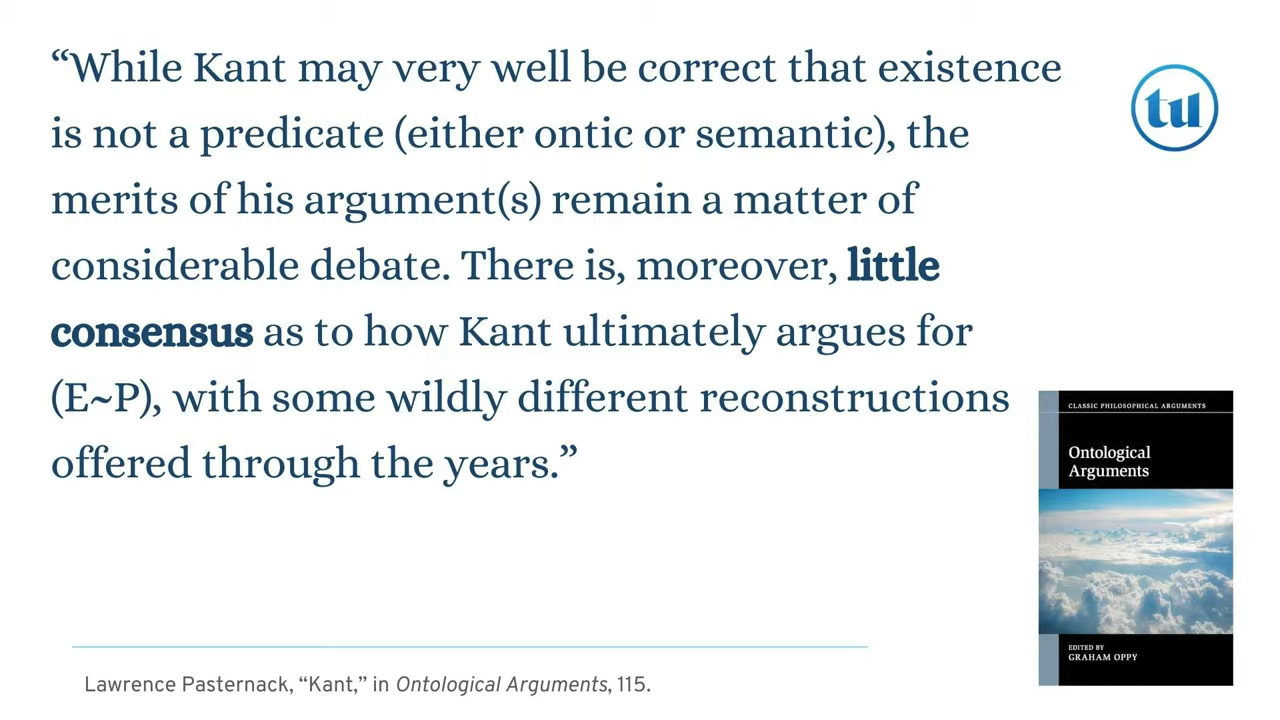 “While Kant may very well be correct that existence
is not a predicate (either ontic or semantic), the
merits of his argument(s) remain a matter of
considerable debate. There is, moreover, little
consensus as to how Kant ultimately argues for
(E~P), with some wildly different reconstructions
offered through the years.”
tu
CLASSIC PHILOSOPHICAL ARGUMENTS
Ontological
Arguments
EDITED BY
GRAHAM OPPY
Lawrence Pasternack, “Kant,” in Ontological Arguments, 115.